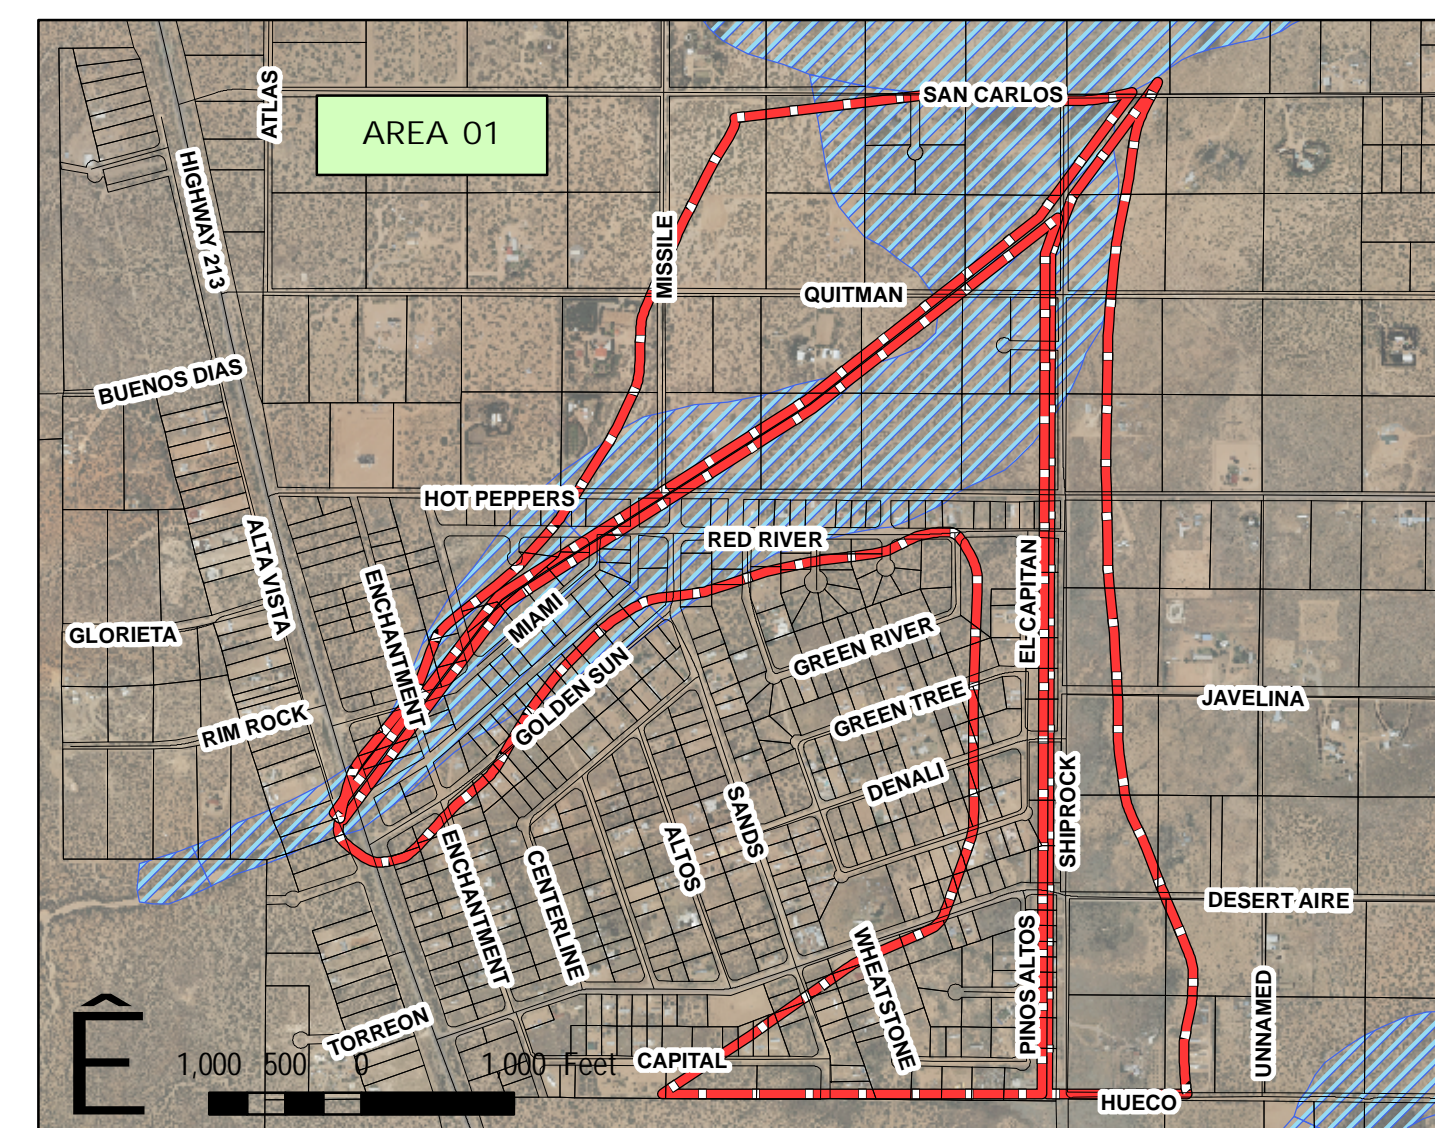 SAN CARLOS
ATLAS
AREA 01
HIGHWAY 213
MISSILE
QUITMAN
BUENOS DIAS
HOT PEPPERS
RED RIVER
ALTA VISTA
ENCHANTMENT
MIAMI
EL CAPITAN
GLORIETA
GREEN RIVER
GOLDEN SUN
GREEN TREE
JAVELINA
RIM ROCK
DENALI
SANDS
SHIPROCK
ALTOS
ENCHANTMENT
CENTERLINE
DESERT AIRE
WHEATSTONE
PINOS ALTOS
UNNAMED
TORREON
Ê
1,000 500 0 1,000 Feet
CAPITAL
HUECO